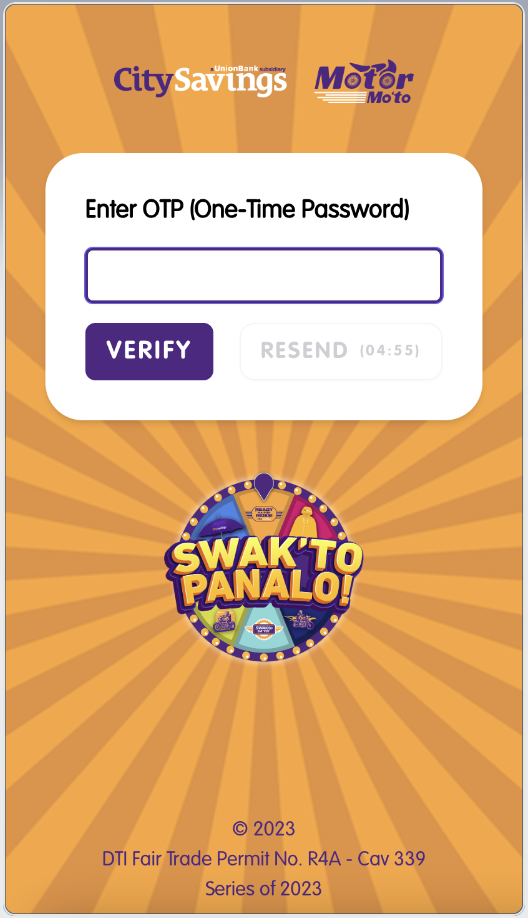 a UnionBank subsidiary
CitySavings
Motor
Mo'to
Enter OTP (One-Time Password)
VERIFY
RESEND (04:55)
READY
SWAK'TO
PANALO!
© 2023
DTI Fair Trade Permit No. R4A - Cav 339
Series of 2023